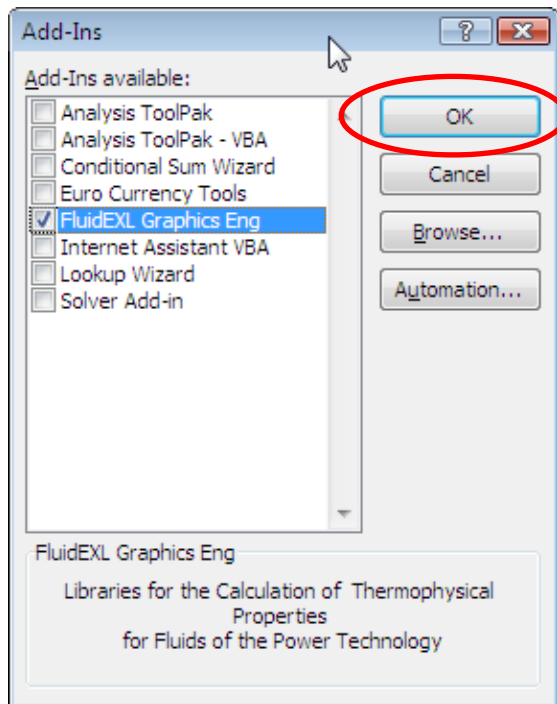 Add-Ins
Add-Ins available:
Analysis ToolPak
Analysis ToolPak - VBA
Conditional Sum Wizard
Euro Currency Tools
FluidEXL Graphics Eng
Internet Assistant VBA
Lookup Wizard
Solver Add-in
OK
Cancel
Browse...
Automation...
FluidEXL Graphics Eng
Libraries for the Calculation of Thermophysical
Properties
for Fluids of the Power Technology